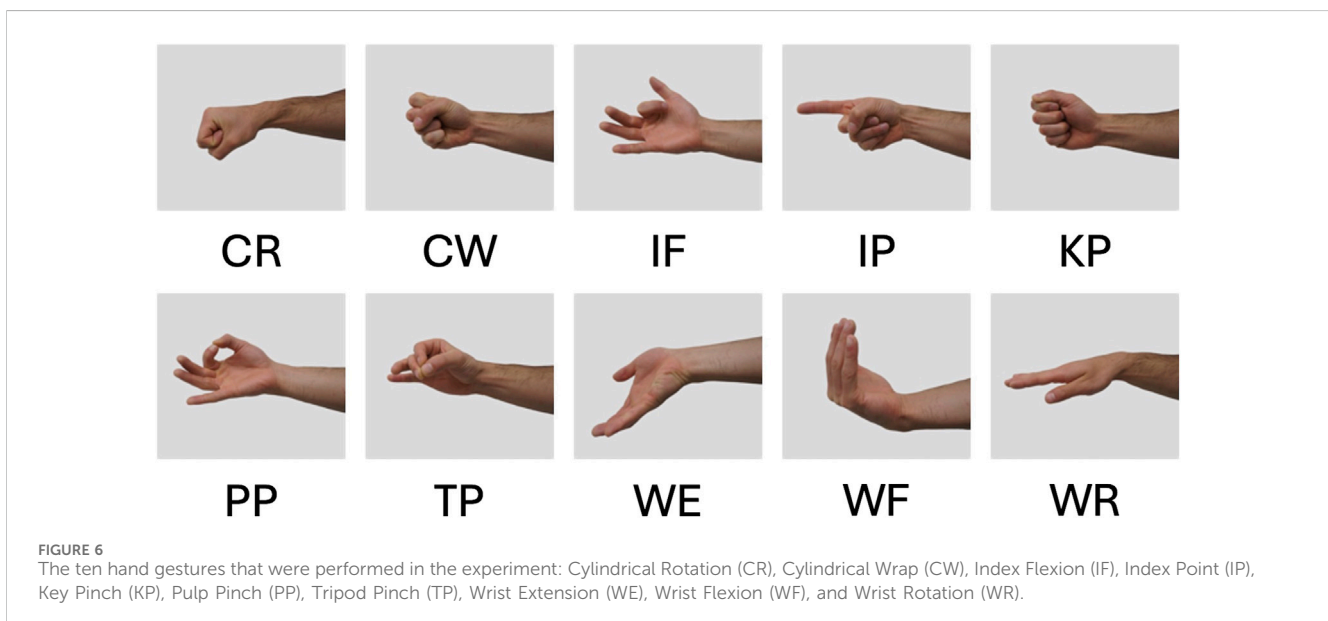 CR CW IF IP KP
PP TP WE WF WR
FIGURE 6
The ten hand gestures that were performed in the experiment: Cylindrical Rotation (CR), Cylindrical Wrap (CW), Index Flexion (IF), Index Point (IP),
Key Pinch (KP), Pulp Pinch (PP), Tripod Pinch (TP), Wrist Extension (WE), Wrist Flexion (WF), and Wrist Rotation (WR).